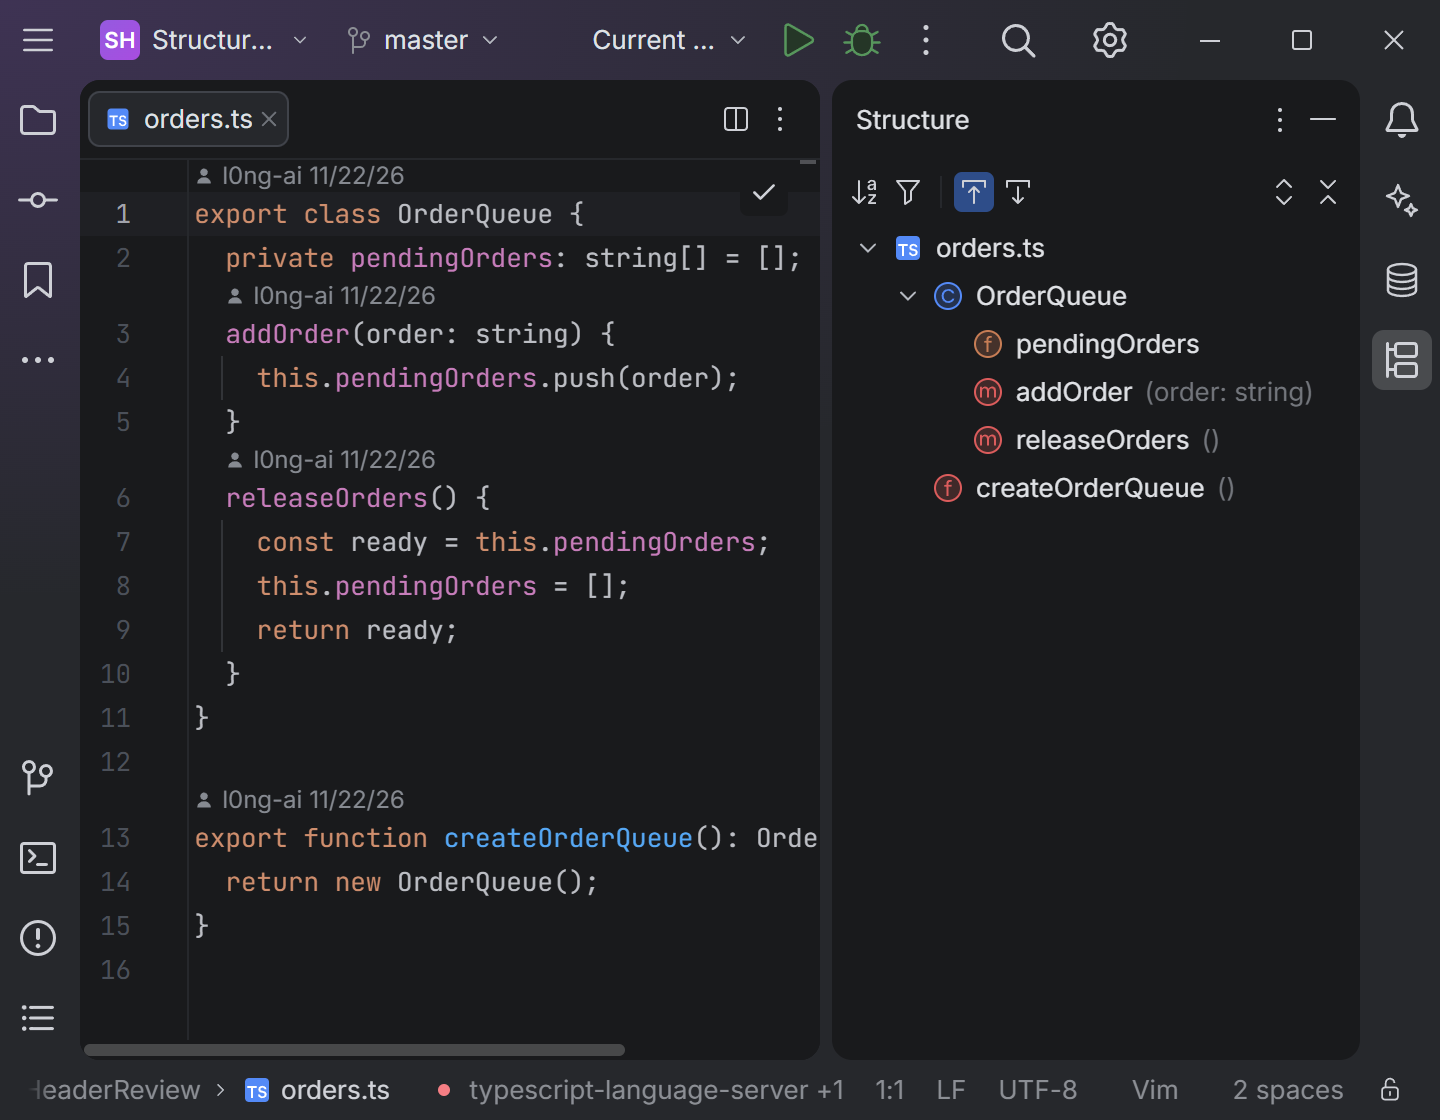 SH Structur... master Current ...
TS orders.ts
l0ng-ai 11/22/26
1 export class OrderQueue {
2 private pendingOrders: string[] = [];
l0ng-ai 11/22/26
3 addOrder(order: string) {
4 this.pendingOrders.push(order);
5 }
l0ng-ai 11/22/26
6 releaseOrders() {
7 const ready = this.pendingOrders;
8 this.pendingOrders = [];
9 return ready;
10 }
11 }
12
l0ng-ai 11/22/26
13 export function createOrderQueue(): Orde
14 return new OrderQueue();
15 }
16
Structure
TS orders.ts
C OrderQueue
f pendingOrders
m addOrder (order: string)
m releaseOrders ()
f createOrderQueue ()
HeaderReview > TS orders.ts typescript-language-server +1 1:1 LF UTF-8 Vim 2 spaces